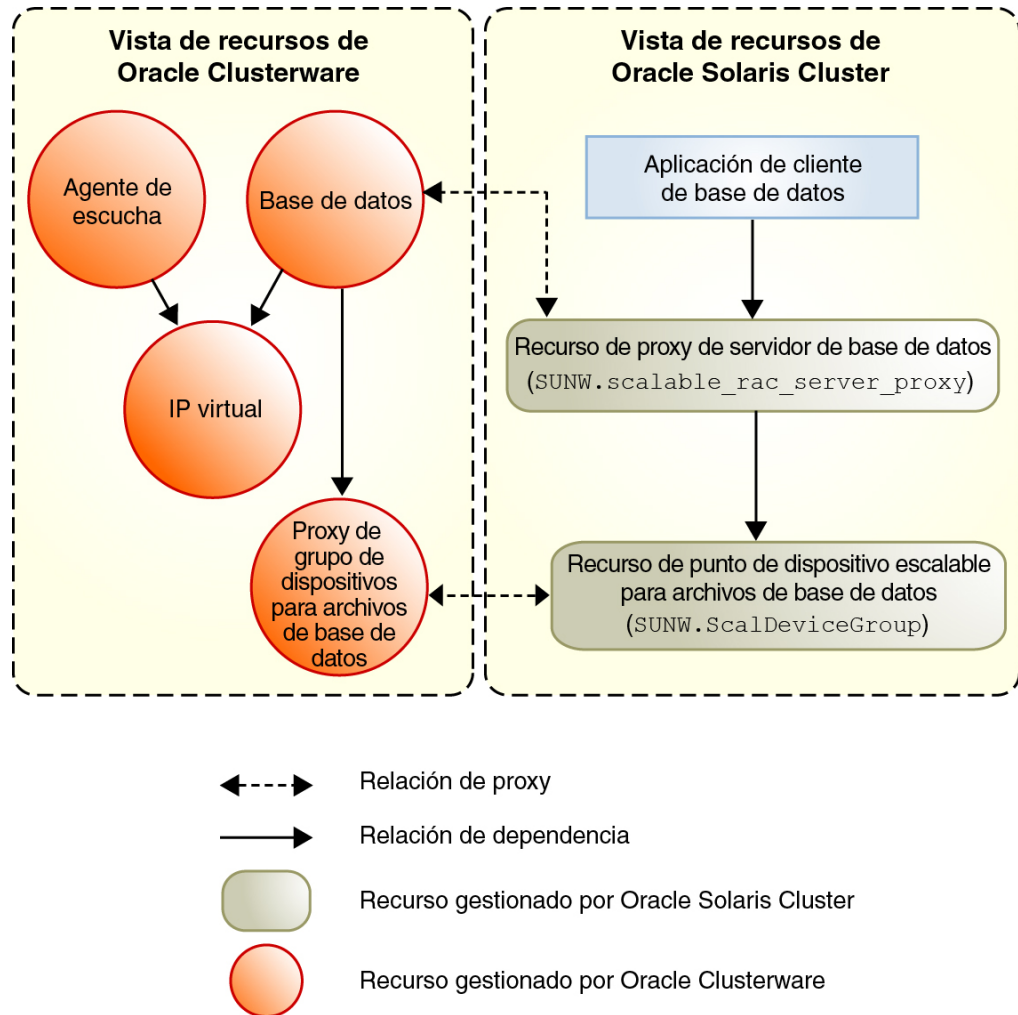 Vista de recursos de
Oracle Clusterware
Agente de
escucha
Base de datos
IP virtual
Proxy de
grupo de
dispositivos
para archivos
de base de
datos
Vista de recursos de
Oracle Solaris Cluster
Aplicación de cliente
de base de datos
Recurso de proxy de servidor de base de datos
(SUNW.scalable_rac_server_proxy)
Recurso de punto de dispositivo escalable
para archivos de base de datos
(SUNW.ScalDeviceGroup)
Relación de proxy
Relación de dependencia
Recurso gestionado por Oracle Solaris Cluster
Recurso gestionado por Oracle Clusterware